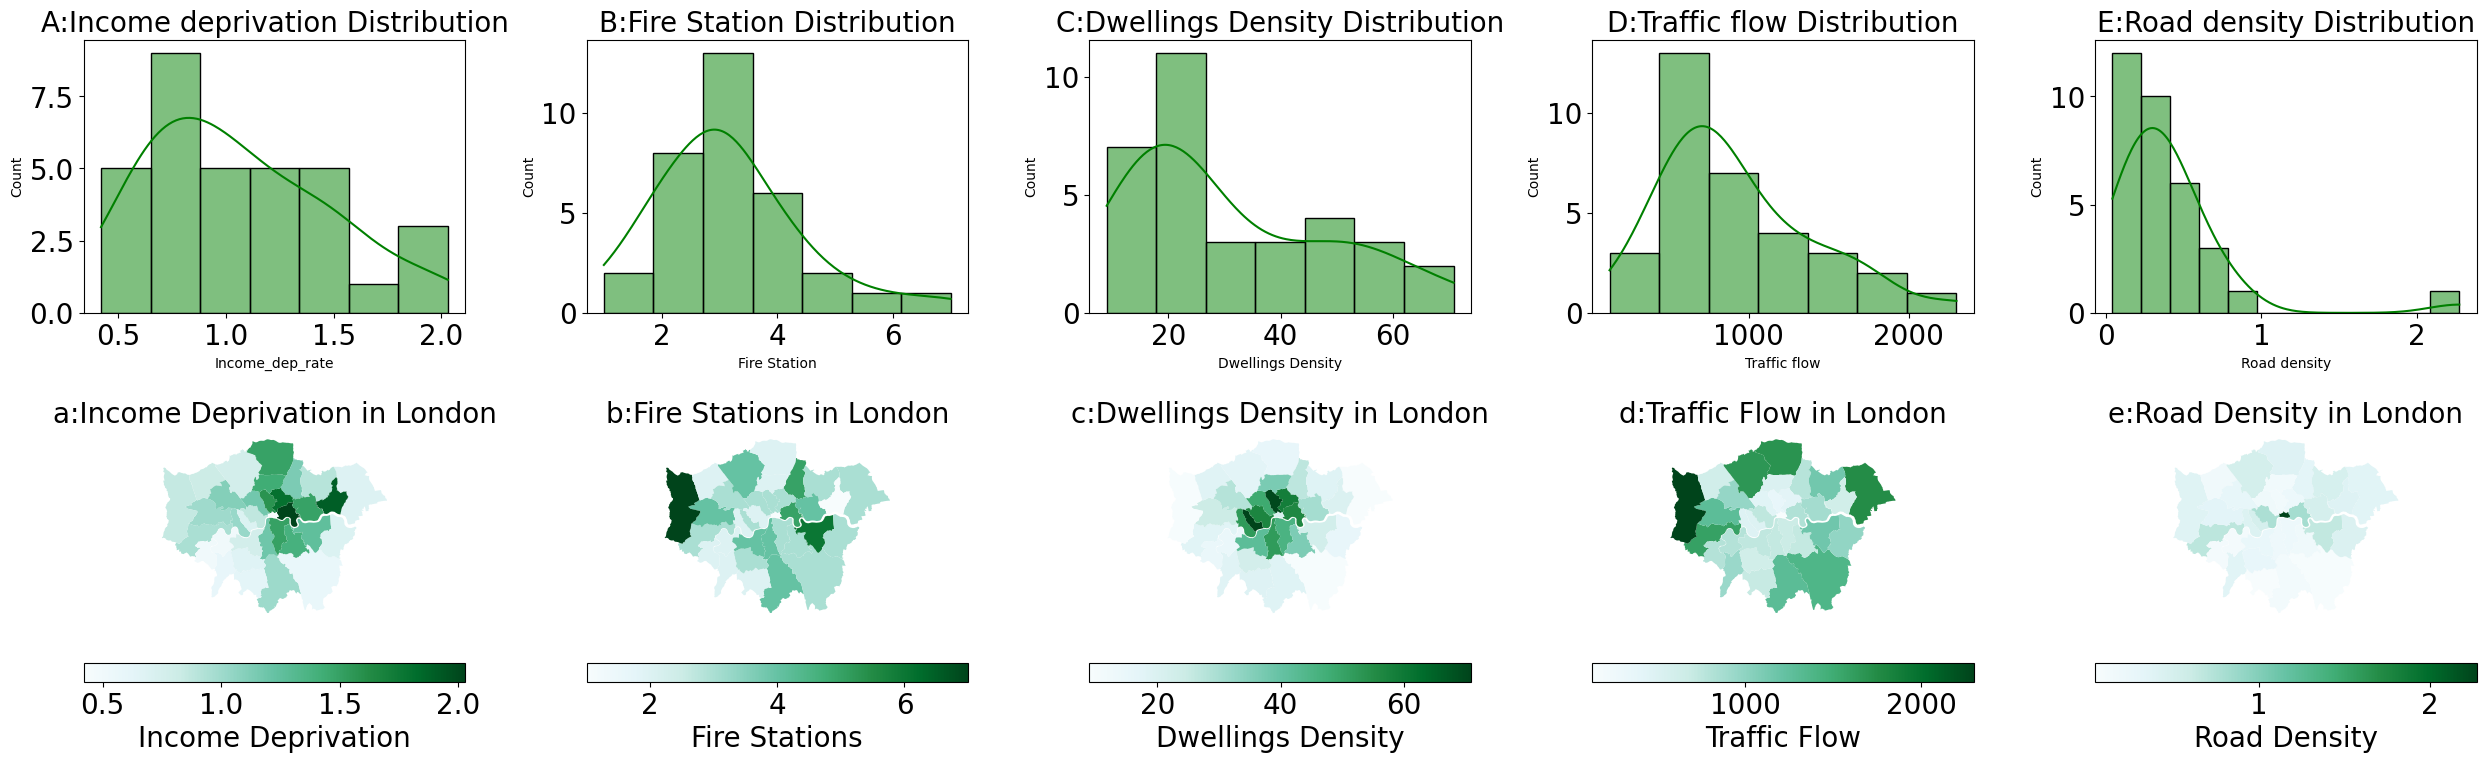 A:Income deprivation Distribution
7.5
5.0
2.5
0.0
Count
0.5 1.0 1.5 2.0
Income_dep_rate
B:Fire Station Distribution
10
5
0
Count
2 4 6
Fire Station
C:Dwellings Density Distribution
10
5
0
Count
20 40 60
Dwellings Density
D:Traffic flow Distribution
10
5
0
Count
1000 2000
Traffic flow
E:Road density Distribution
10
5
0
Count
0 1 2
Road density
a:Income Deprivation in London
0.5 1.0 1.5 2.0
Income Deprivation
b:Fire Stations in London
2 4 6
Fire Stations
c:Dwellings Density in London
20 40 60
Dwellings Density
d:Traffic Flow in London
1000 2000
Traffic Flow
e:Road Density in London
1 2
Road Density